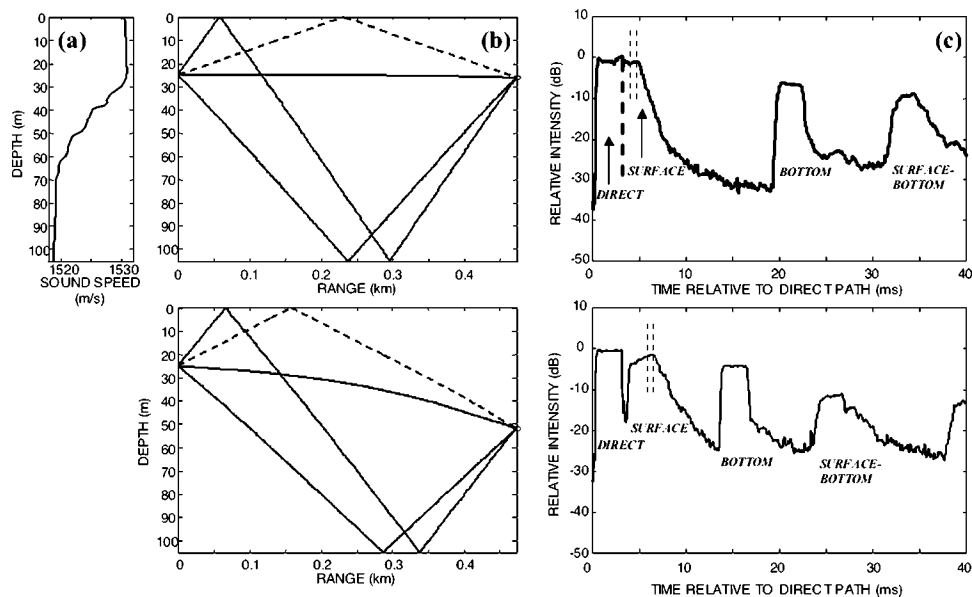 (a)
0
10
20
30
40
50
60
70
80
90
100
DEPTH (m)
1520 1530
SOUND SPEED
(m/s)
(b)
0
10
20
30
40
50
60
70
80
90
100
0 0.1 0.2 0.3 0.4
RANGE (km)
(c)
10
0
-10
-20
-30
-40
-50
RELATIVE INTENSITY (dB)
DIRECT
SURFACE
BOTTOM
SURFACE-
BOTTOM
0 10 20 30 40
TIME RELATIVE TO DIRECT PATH (ms)
0
10
20
30
40
50
60
70
80
90
100
DEPTH (m)
0 0.1 0.2 0.3 0.4
RANGE (km)
10
0
-10
-20
-30
-40
-50
RELATIVE INTENSITY (dB)
DIRECT
SURFACE
BOTTOM
SURFACE-
BOTTOM
0 10 20 30 40
TIME RELATIVE TO DIRECT PATH (ms)